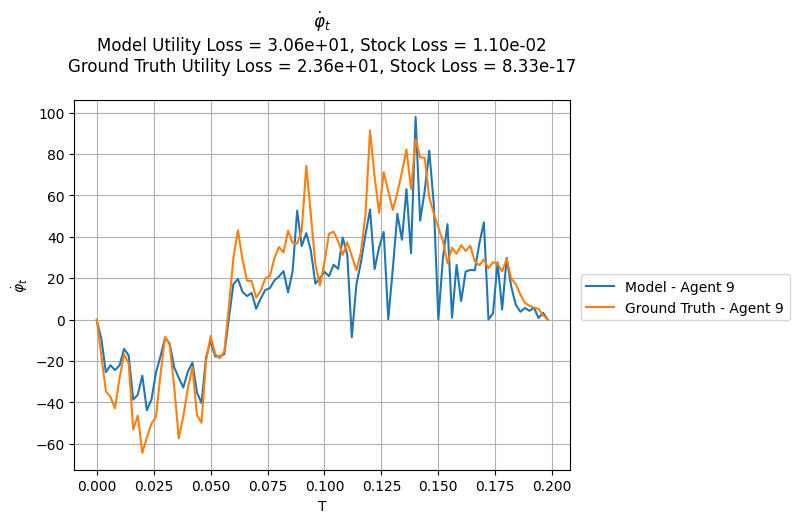 φ̇ₜ
Model Utility Loss = 3.06e+01, Stock Loss = 1.10e-02
Ground Truth Utility Loss = 2.36e+01, Stock Loss = 8.33e-17
100
80
60
40
20
0
−20
−40
−60
φ̇ₜ
0.000 0.025 0.050 0.075 0.100 0.125 0.150 0.175 0.200
T
Model - Agent 9
Ground Truth - Agent 9